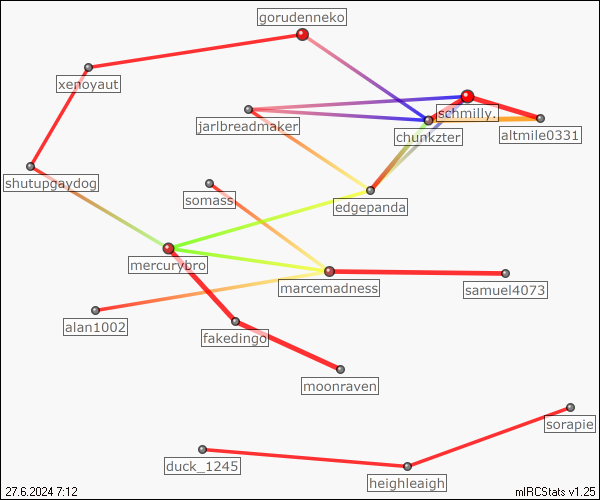 gorudenneko
xenoyaut
schmilly.
jarlbreadmaker
chunkzter
altmile0331
shutupgaydog
somass
edgepanda
mercurybro
marcemadness
samuel4073
alan1002
fakedingo
moonraven
sorapie
duck_1245
heighleaigh
27.6.2024 7:12
mIRCStats v1.25